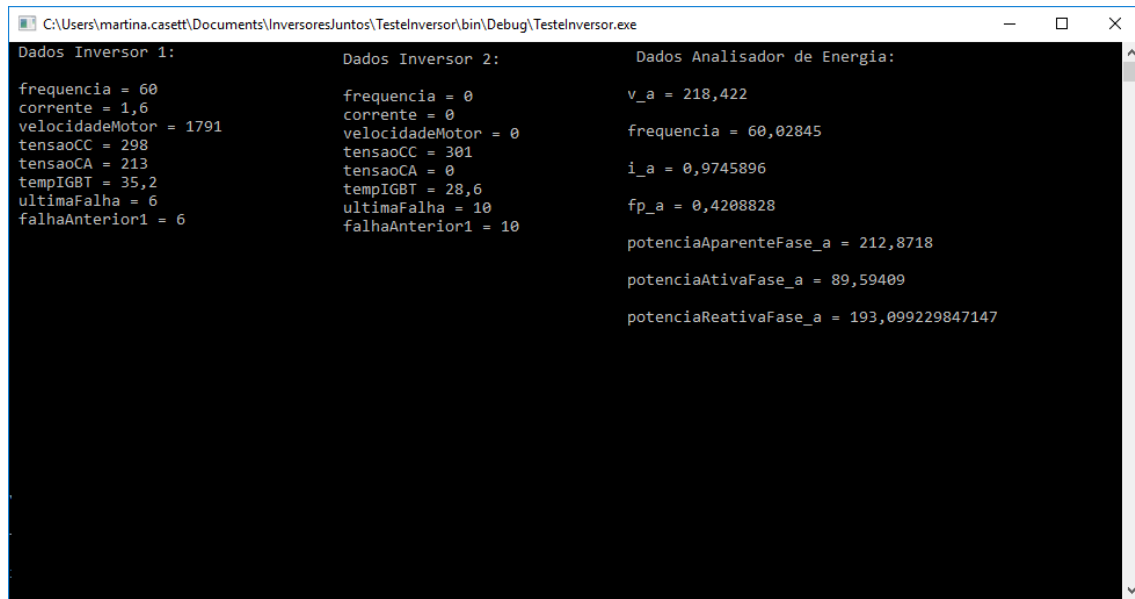 C:\Users\martina.casett\Documents\InversoresJuntos\TesteInversor\bin\Debug\TesteInversor.exe
Dados Inversor 1:
frequencia = 60
corrente = 1,6
velocidadeMotor = 1791
tensaoCC = 298
tensaoCA = 213
tempIGBT = 35,2
ultimaFalha = 6
falhaAnterior1 = 6
Dados Inversor 2:
frequencia = 0
corrente = 0
velocidadeMotor = 0
tensaoCC = 301
tensaoCA = 0
tempIGBT = 28,6
ultimaFalha = 10
falhaAnterior1 = 10
Dados Analisador de Energia:
v_a = 218,422
frequencia = 60,02845
i_a = 0,9745896
fp_a = 0,4208828
potenciaAparenteFase_a = 212,8718
potenciaAtivaFase_a = 89,59409
potenciaReativaFase_a = 193,099229847147